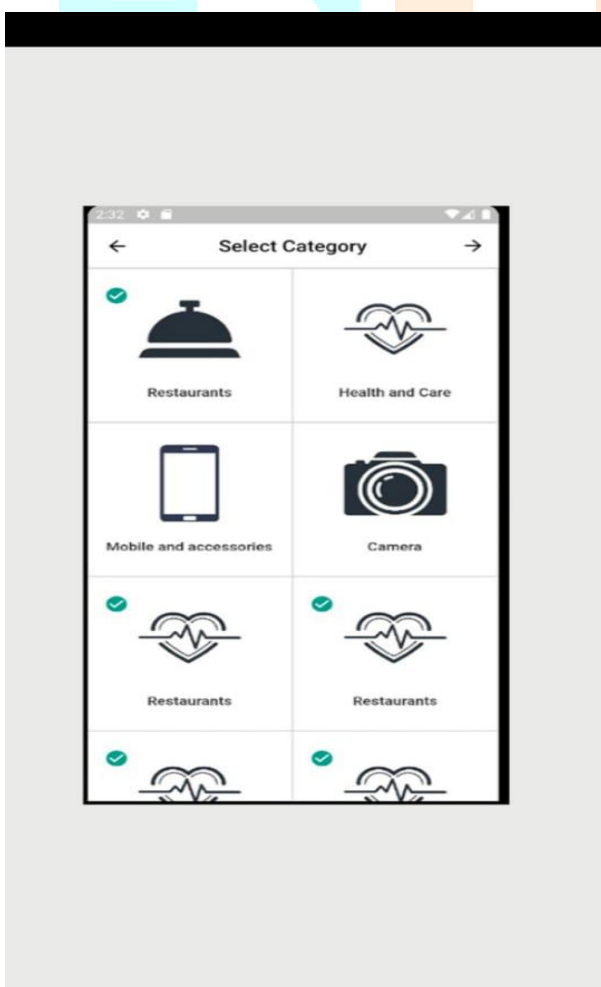 2:32
Select Category
Restaurants
Health and Care
Mobile and accessories
Camera
Restaurants
Restaurants